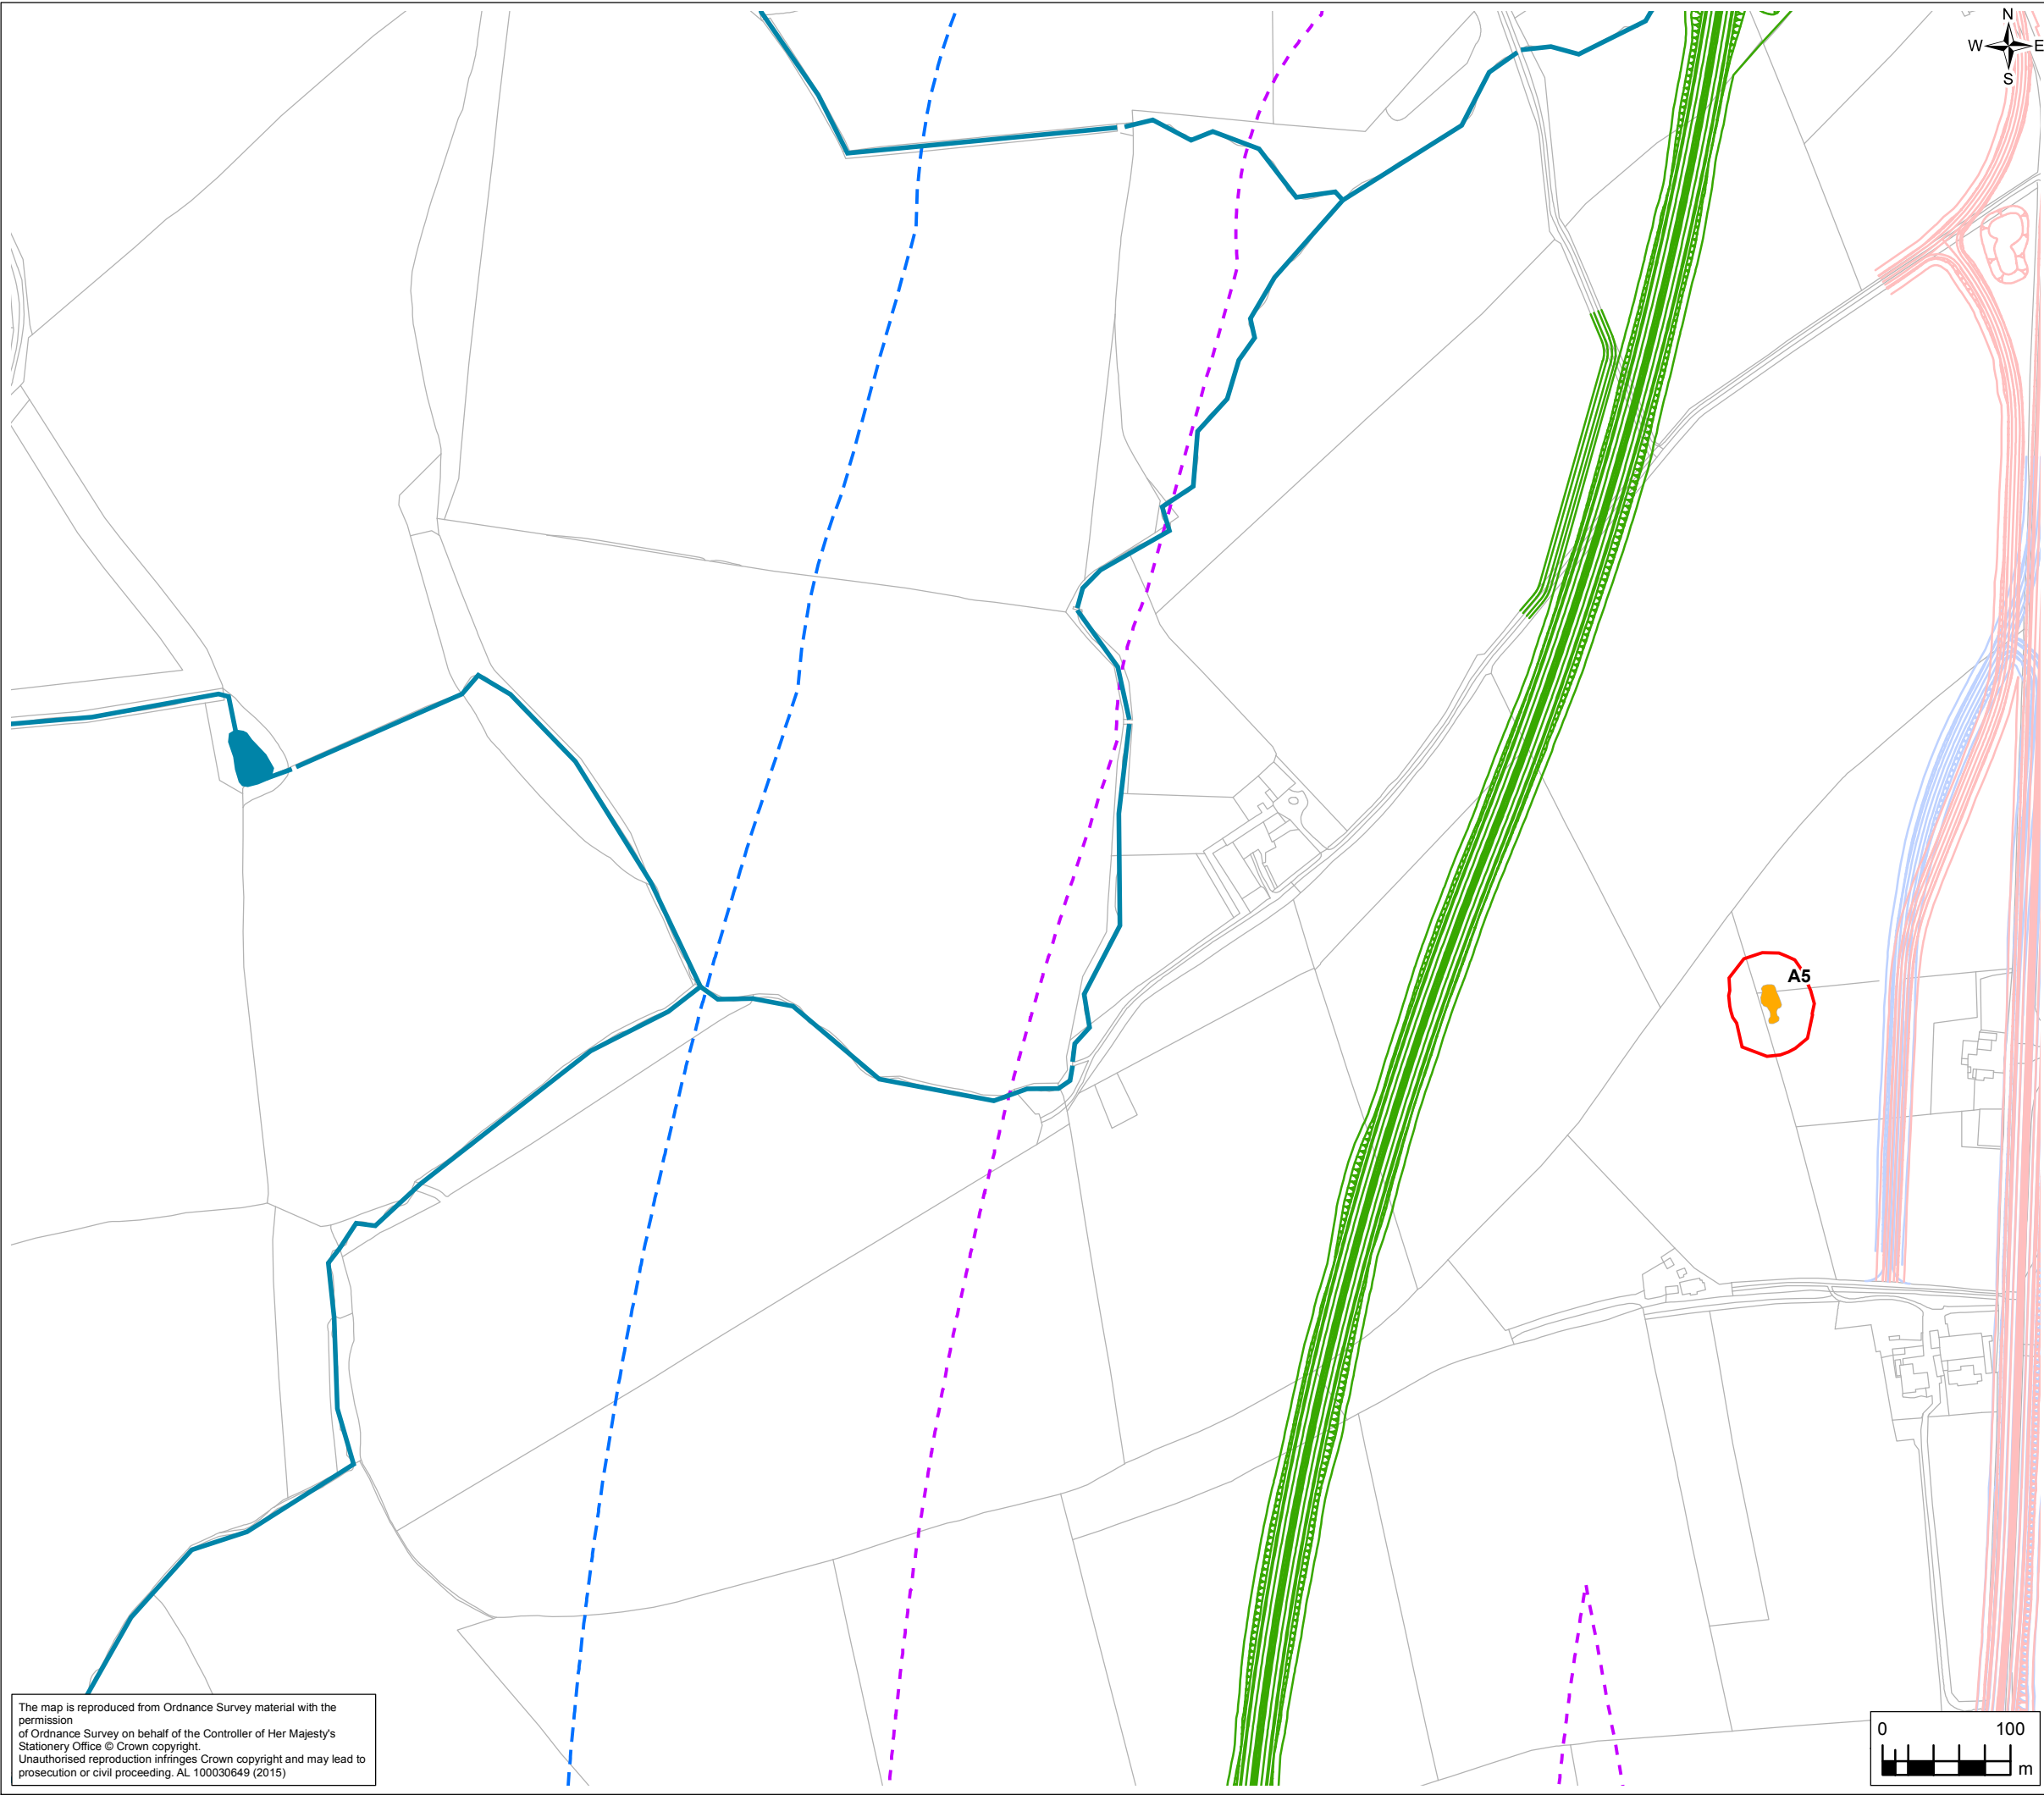 N
W E
S
A5
The map is reproduced from Ordnance Survey material with the
permission
of Ordnance Survey on behalf of the Controller of Her Majesty's
Stationery Office © Crown copyright.
Unauthorised reproduction infringes Crown copyright and may lead to
prosecution or civil proceeding. AL 100030649 (2015)
0 100
m